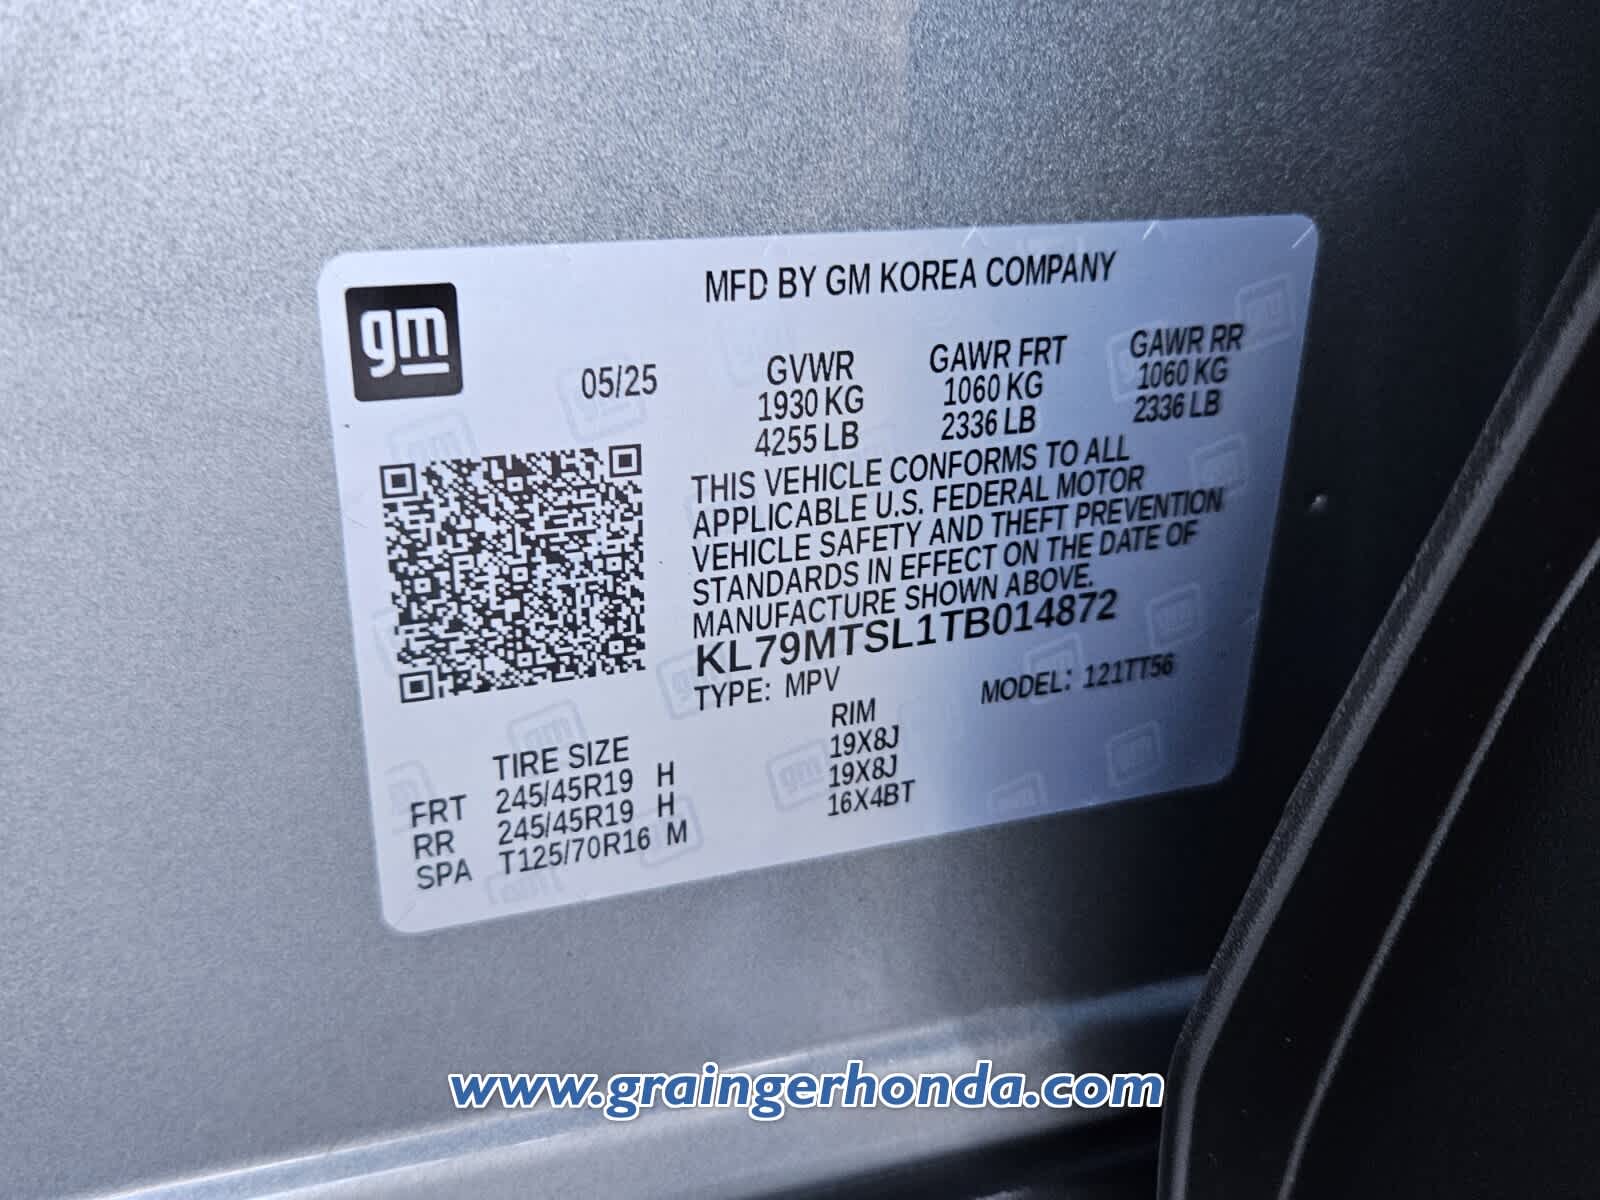 gm
MFD BY GM KOREA COMPANY
05/25
GVWR
1930 KG
4255 LB
GAWR FRT
1060 KG
2336 LB
GAWR RR
1060 KG
2336 LB
THIS VEHICLE CONFORMS TO ALL
APPLICABLE U.S. FEDERAL MOTOR
VEHICLE SAFETY AND THEFT PREVENTION
STANDARDS IN EFFECT ON THE DATE OF
MANUFACTURE SHOWN ABOVE.
KL79MTSL1TB014872
TYPE: MPV MODEL: 121TT56
TIRE SIZE RIM
FRT 245/45R19 H 19X8J
RR 245/45R19 H 19X8J
SPA T125/70R16 M 16X4BT
www.graingerhonda.com